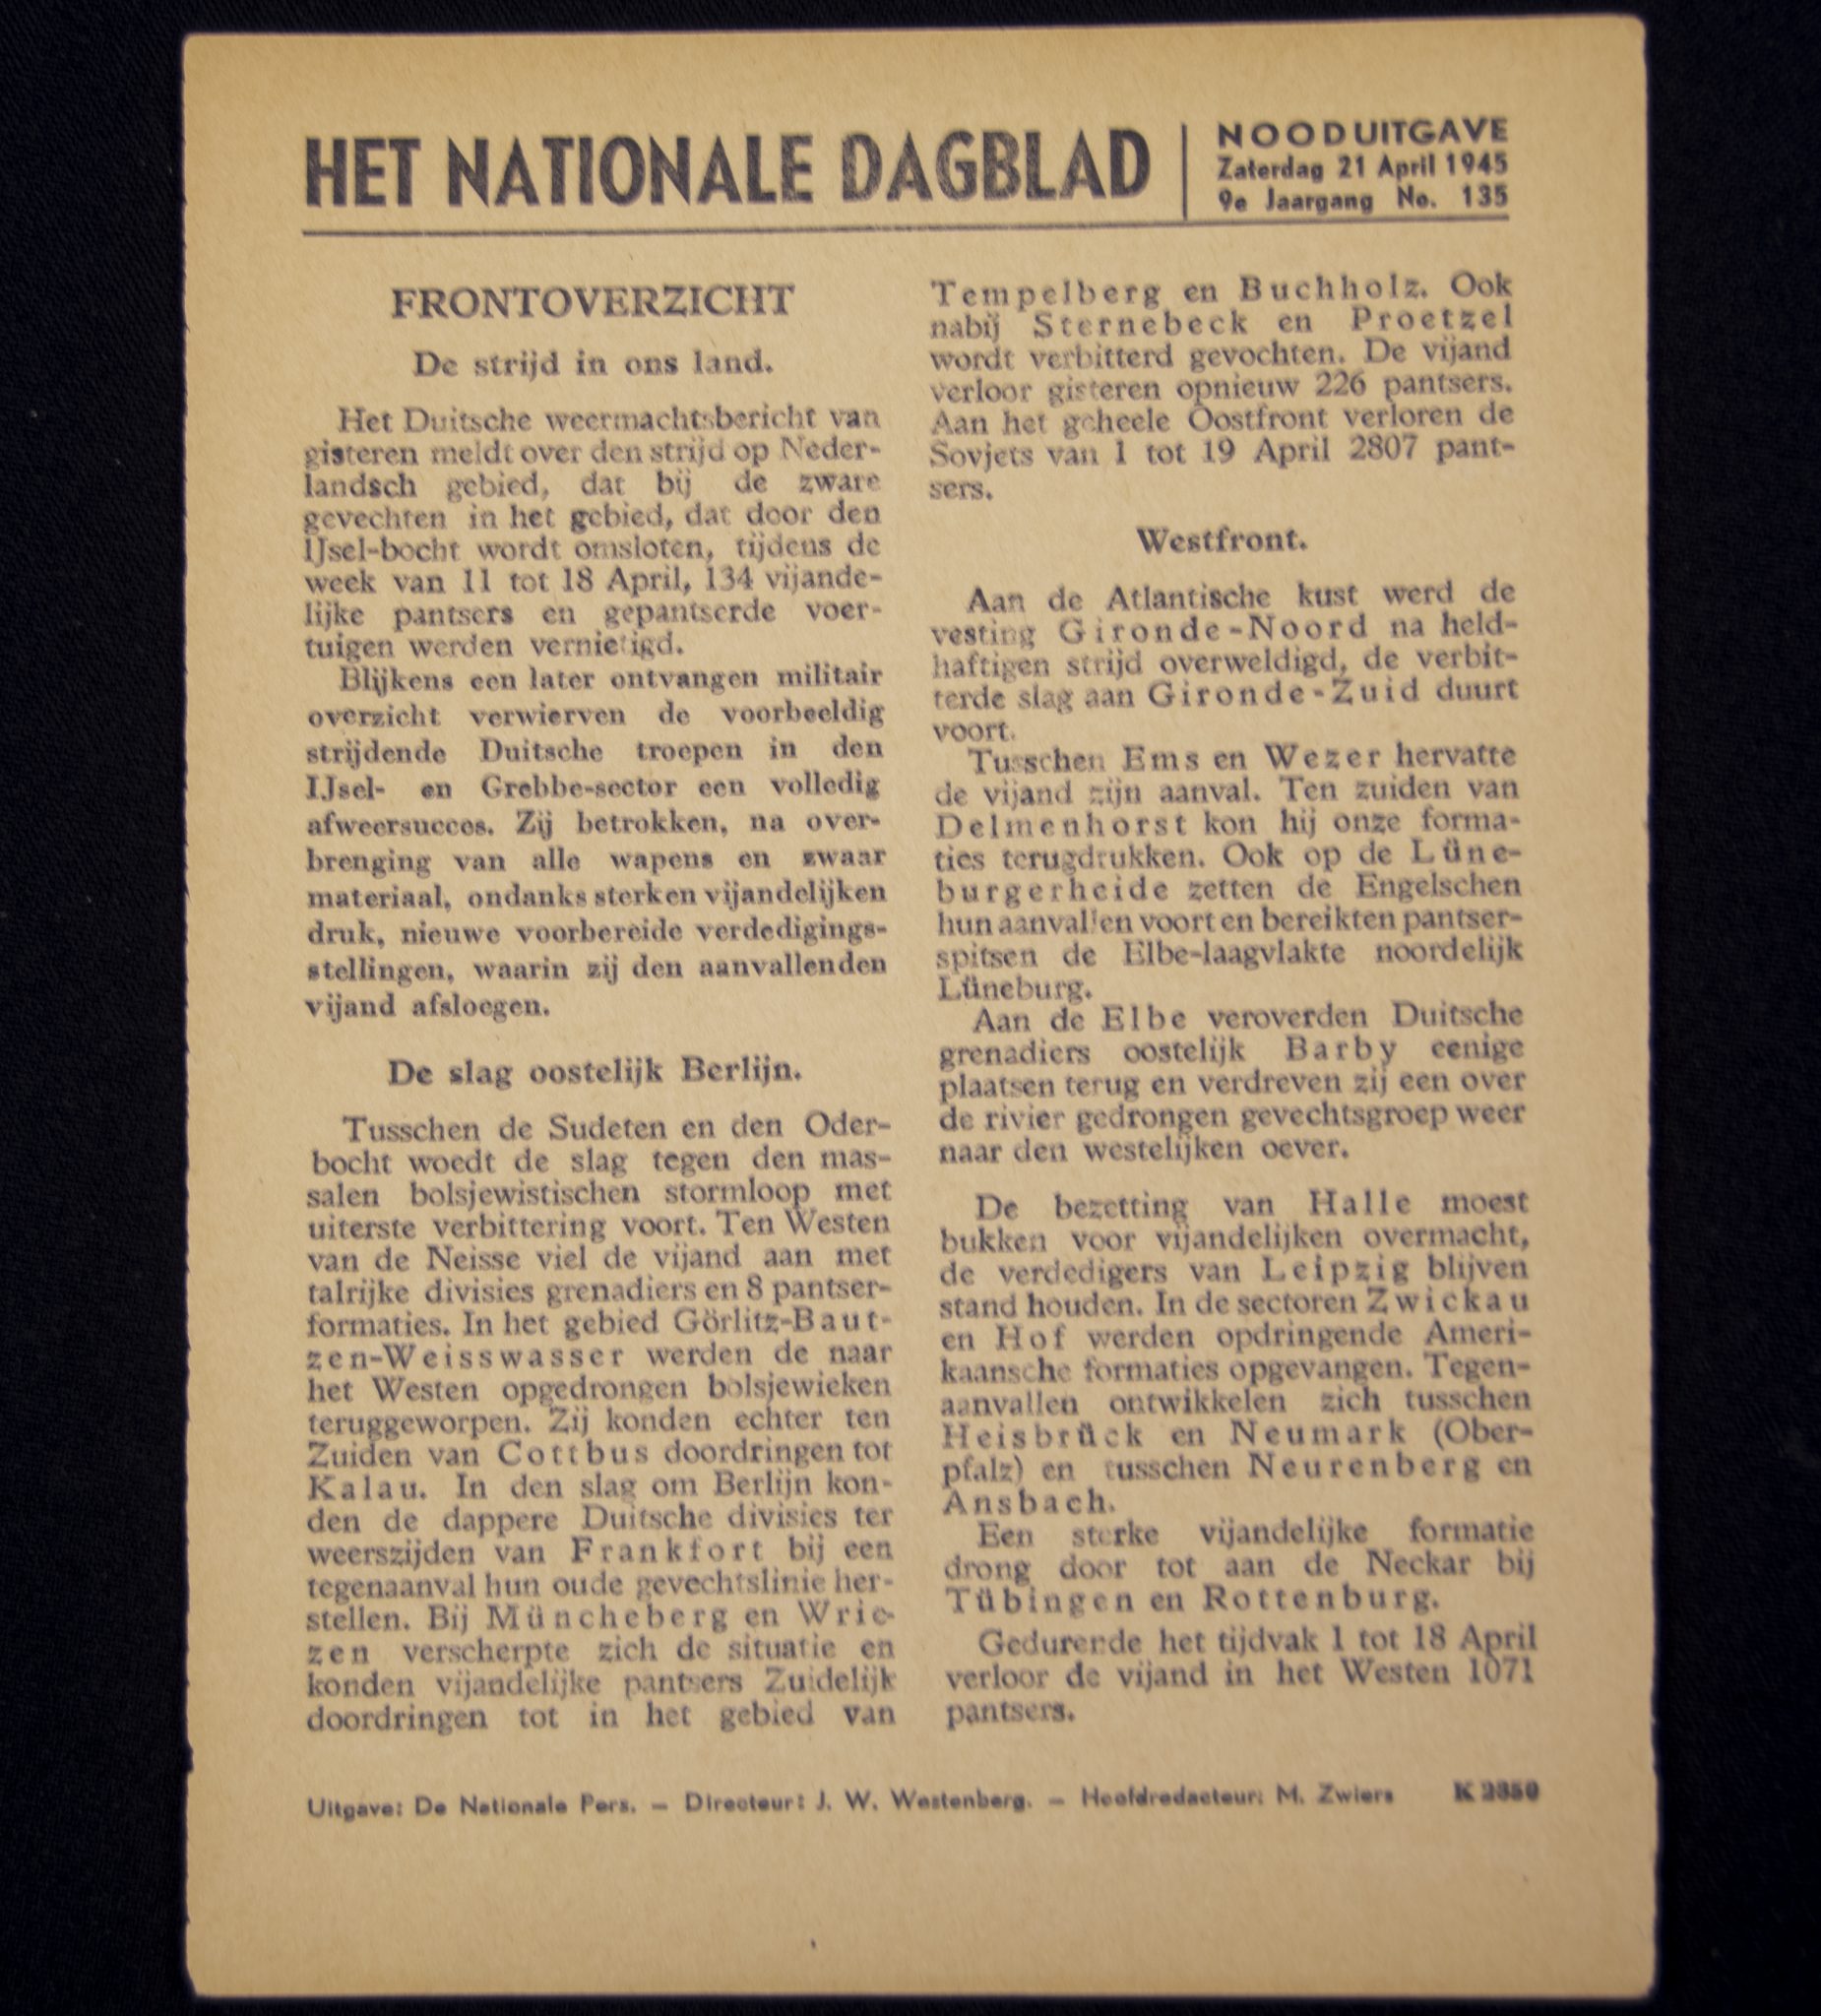 HET NATIONALE DAGBLAD
NOODUITGAVE
Zaterdag 21 April 1945
9e Jaargang No. 135
FRONTOVERZICHT
De strijd in ons land.
Het Duitsche weermachtsbericht van
gisteren meldt over den strijd op Neder-
landsch gebied, dat bij de zware
gevechten in het gebied, dat door den
IJsel-bocht wordt omsloten, tijdens de
week van 11 tot 18 April, 134 vijande-
lijke pantsers en gepantserde voer-
tuigen werden vernietigd.
Blijkens een later ontvangen militair
overzicht verwierven de voorbeeldig
strijdende Duitsche troepen in den
IJsel- en Grebbe-sector een volledig
afweersucces. Zij betrokken, na over-
brenging van alle wapens en zwaar
materiaal, ondanks sterken vijandelijken
druk, nieuwe voorbereide verdedigings-
stellingen, waarin zij den aanvallenden
vijand afsloegen.
De slag oostelijk Berlijn.
Tusschen de Sudeten en den Oder-
bocht woedt de slag tegen den mas-
salen bolsjewistischen stormloop met
uiterste verbittering voort. Ten Westen
van de Neisse viel de vijand aan met
talrijke divisies grenadiers en 8 pantser-
formaties. In het gebied Görlitz-Baut-
zen-Weisswasser werden de naar
het Westen opgedrongen bolsjewieken
teruggeworpen. Zij konden echter ten
Zuiden van Cottbus doordringen tot
Kalau. In den slag om Berlijn kon-
den de dappere Duitsche divisies ter
weerszijden van Frankfort bij een
tegenaanval hun oude gevechtslinie her-
stellen. Bij Müncheberg en Wrie-
zen verscherpte zich de situatie en
konden vijandelijke pantsers Zuidelijk
doordringen tot in het gebied van
Tempelberg en Buchholz. Ook
nabij Sternebeck en Proetzel
wordt verbitterd gevochten. De vijand
verloor gisteren opnieuw 226 pantsers.
Aan het geheele Oostfront verloren de
Sovjets van 1 tot 19 April 2807 pant-
sers.
Westfront.
Aan de Atlantische kust werd de
vesting Gironde-Noord na held-
haftigen strijd overweldigd, de verbit-
terde slag aan Gironde-Zuid duurt
voort.
Tusschen Ems en Wezer hervatte
de vijand zijn aanval. Ten zuiden van
Delmenhorst kon hij onze forma-
ties terugdrukken. Ook op de Lüne-
burgerheide zetten de Engelschen
hun aanvallen voort en bereikten pantser-
spitsen de Elbe-laagvlakte noordelijk
Lüneburg.
Aan de Elbe veroverden Duitsche
grenadiers oostelijk Barby eenige
plaatsen terug en verdreven zij een over
de rivier gedrongen gevechtsgroep weer
naar den westelijken oever.
De bezetting van Halle moest
bukken voor vijandelijken overmacht,
de verdedigers van Leipzig blijven
stand houden. In de sectoren Zwickau
en Hof werden opdringende Ameri-
kaansche formaties opgevangen. Tegen-
aanvallen ontwikkelen zich tusschen
Heisbrück en Neumark (Ober-
pfalz) en tusschen Neurenberg en
Ansbach.
Een sterke vijandelijke formatie
drong door tot aan de Neckar bij
Tübingen en Rottenburg.
Gedurende het tijdvak 1 tot 18 April
verloor de vijand in het Westen 1071
pantsers.
Uitgave: De Nationale Pers. — Directeur: J. W. Westenberg. — Hoofdredacteur: M. Zwiers K 2350